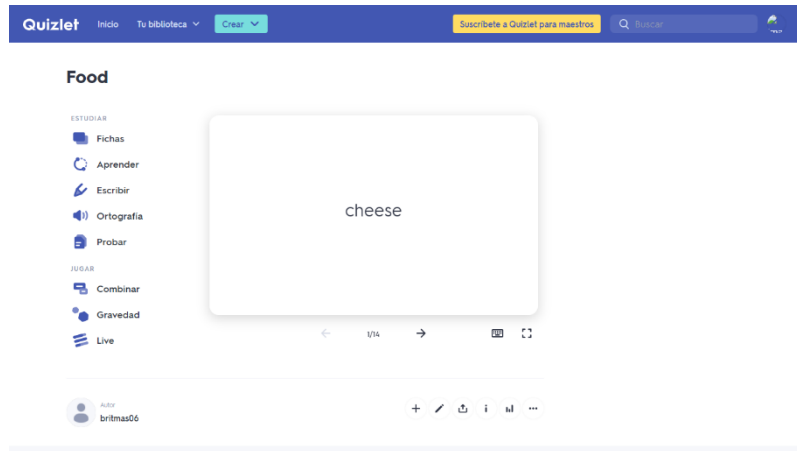 Quizlet Inicio Tu biblioteca Crear Suscríbete a Quizlet para maestros Buscar
Food
ESTUDIAR
Fichas
Aprender
Escribir
Ortografía
Probar
JUGAR
Combinar
Gravedad
Live
cheese
1/14
Autor
britmas06